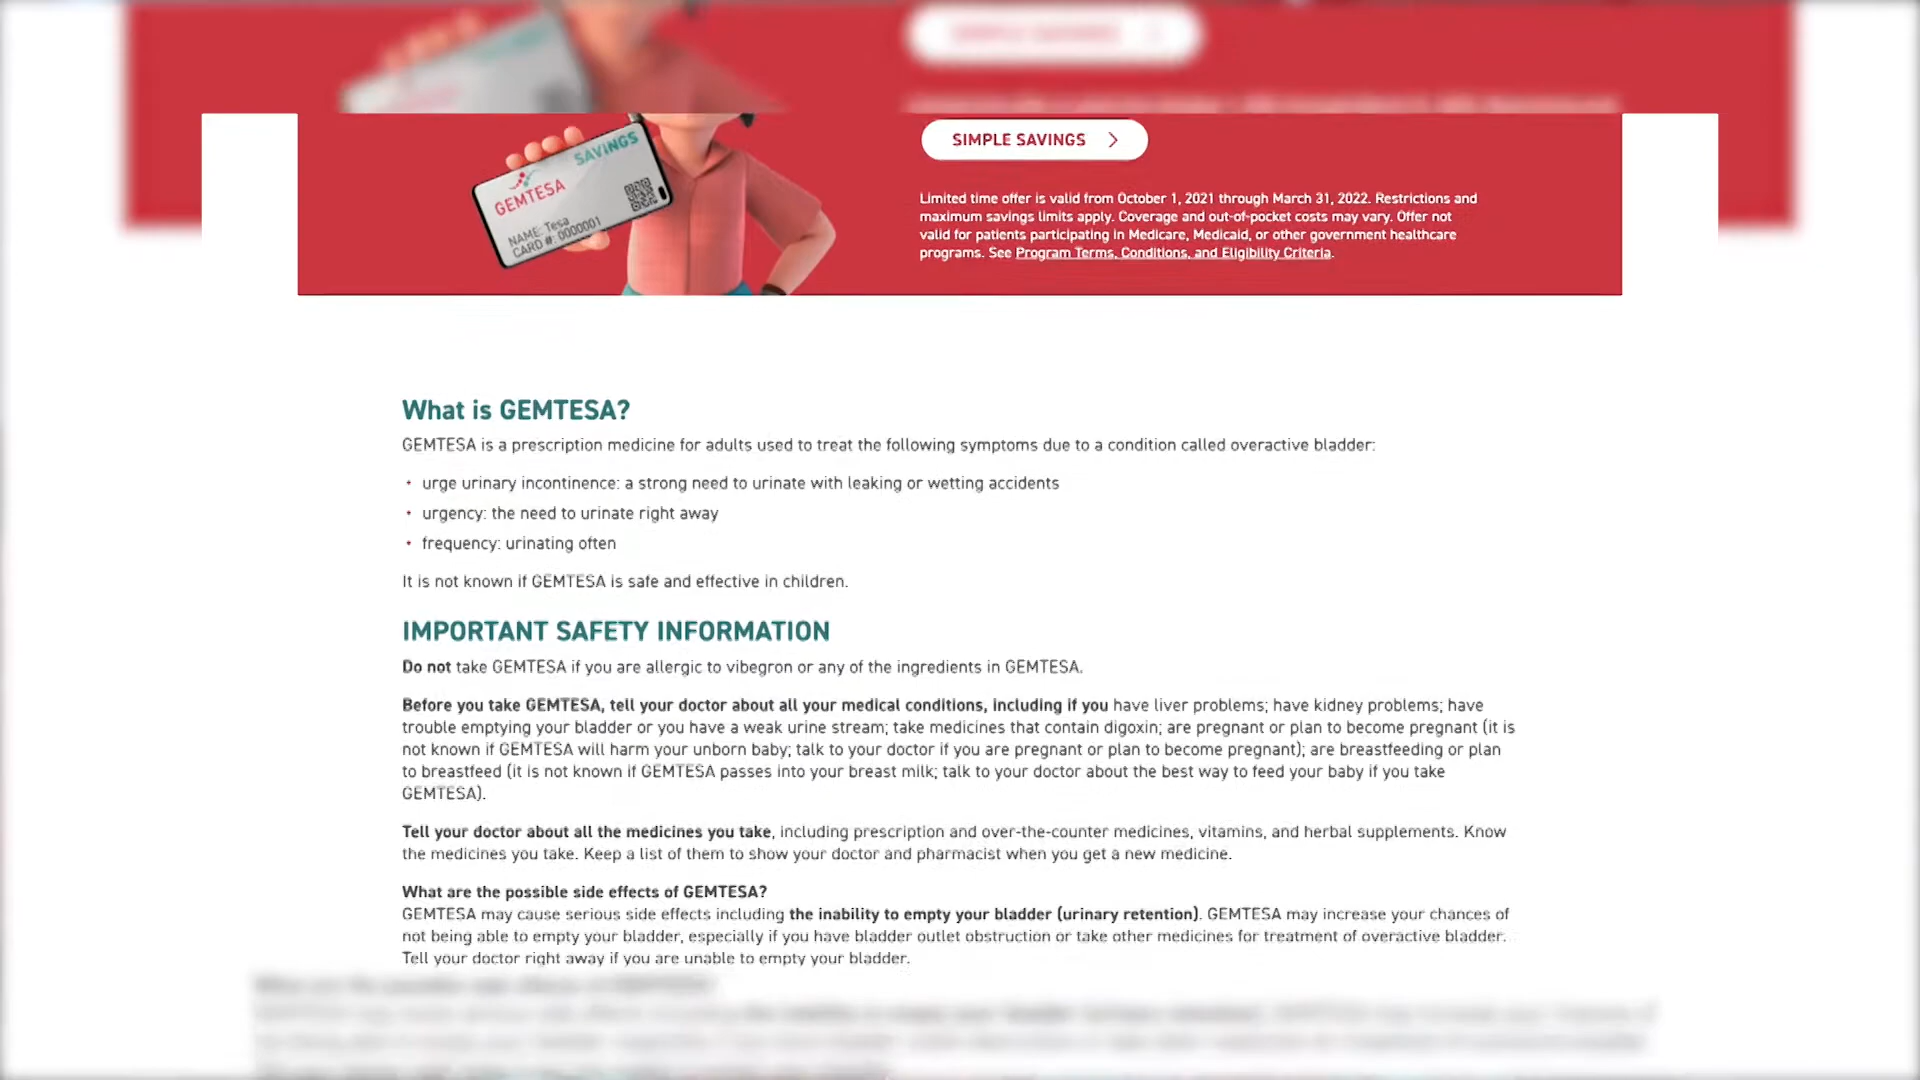 SIMPLE SAVINGS
SAVINGS
GEMTESA
NAME: Tesa
CARD #: 0000001
Limited time offer is valid from October 1, 2021 through March 31, 2022. Restrictions and
maximum savings limits apply. Coverage and out-of-pocket costs may vary. Offer not
valid for patients participating in Medicare, Medicaid, or other government healthcare
programs. See Program Terms, Conditions, and Eligibility Criteria.
What is GEMTESA?
GEMTESA is a prescription medicine for adults used to treat the following symptoms due to a condition called overactive bladder:
• urge urinary incontinence: a strong need to urinate with leaking or wetting accidents
• urgency: the need to urinate right away
• frequency: urinating often
It is not known if GEMTESA is safe and effective in children.
IMPORTANT SAFETY INFORMATION
Do not take GEMTESA if you are allergic to vibegron or any of the ingredients in GEMTESA.
Before you take GEMTESA, tell your doctor about all your medical conditions, including if you have liver problems; have kidney problems; have
trouble emptying your bladder or you have a weak urine stream; take medicines that contain digoxin; are pregnant or plan to become pregnant (it is
not known if GEMTESA will harm your unborn baby; talk to your doctor if you are pregnant or plan to become pregnant); are breastfeeding or plan
to breastfeed (it is not known if GEMTESA passes into your breast milk; talk to your doctor about the best way to feed your baby if you take
GEMTESA).
Tell your doctor about all the medicines you take, including prescription and over-the-counter medicines, vitamins, and herbal supplements. Know
the medicines you take. Keep a list of them to show your doctor and pharmacist when you get a new medicine.
What are the possible side effects of GEMTESA?
GEMTESA may cause serious side effects including the inability to empty your bladder (urinary retention). GEMTESA may increase your chances of
not being able to empty your bladder, especially if you have bladder outlet obstruction or take other medicines for treatment of overactive bladder.
Tell your doctor right away if you are unable to empty your bladder.